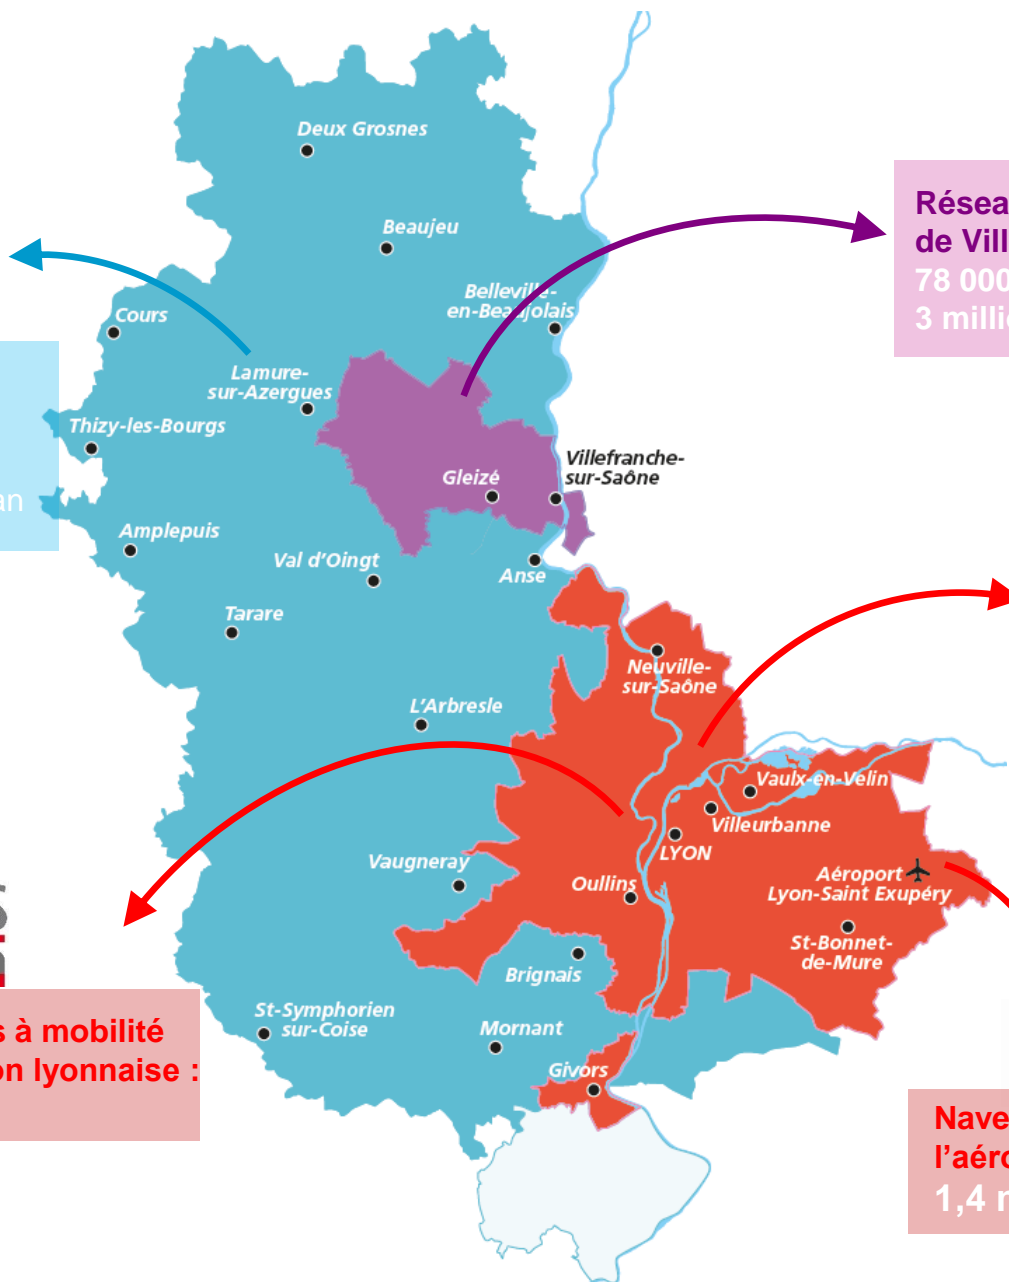 Deux Grosnes
Beaujeu
Belleville-
en-Beaujolais
Cours
Lamure-
sur-Azergues
Thizy-les-Bourgs
Villefranche-
sur-Saône
Gleizé
an
Amplepuis
Val d'Oingt
Anse
Tarare
Neuville-
sur-Saône
L'Arbresle
Vaulx-en-Velin
Villeurbanne
LYON
Vaugneray
Oullins
Aéroport
Lyon-Saint Exupéry
St-Bonnet-
de-Mure
Brignais
St-Symphorien
sur-Coise
Mornant
Givors
Résea
de Vill
78 000
3 milli
s à mobilité
on lyonnaise :
Nave
l'aéro
1,4